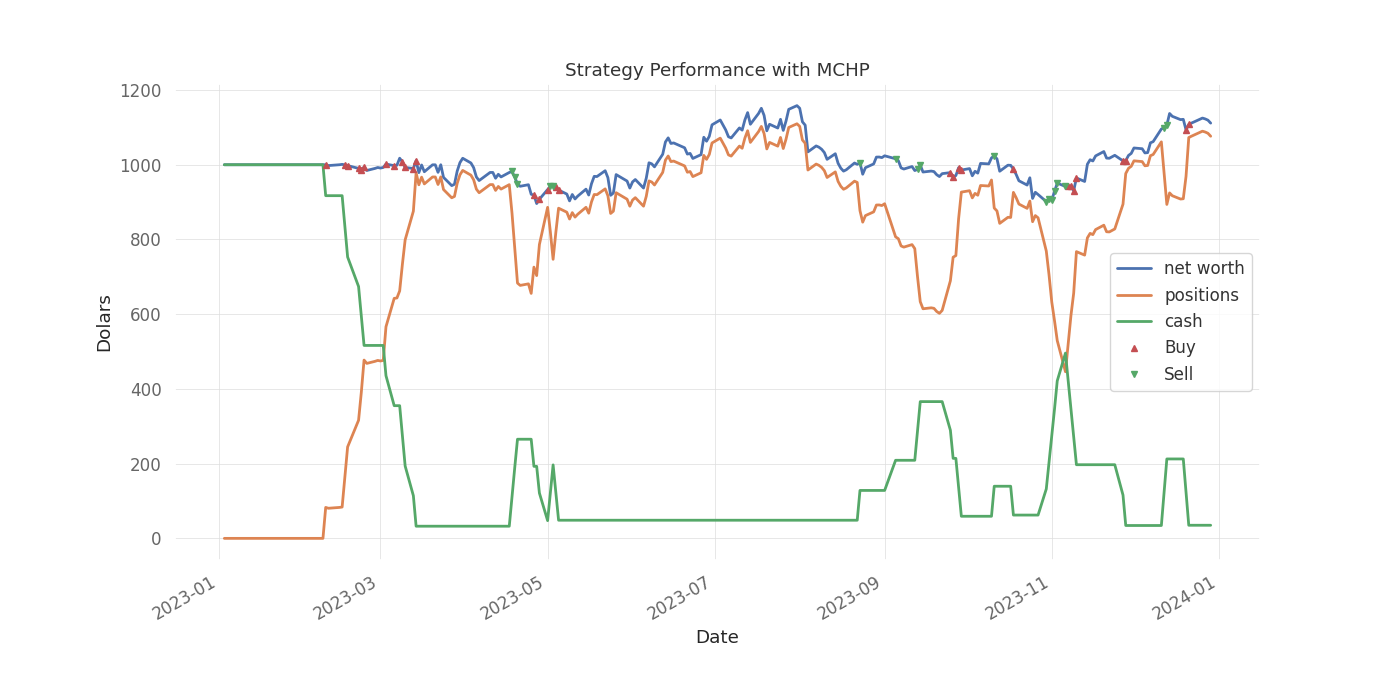 Strategy Performance with MCHP
1200
1000
800
600
400
200
0
Dolars
net worth
positions
cash
Buy
Sell
2023-01
2023-03
2023-05
2023-07
2023-09
2023-11
2024-01
Date